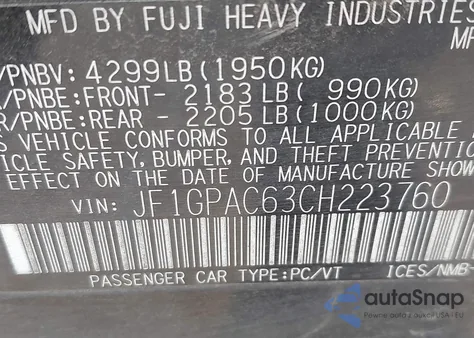 MFD BY FUJI HEAVY INDUSTRIES
/PNBV: 4299LB (1950KG)
/PNBE:FRONT- 2183 LB ( 990KG)
R/PNBE:REAR - 2205 LB (1000KG)
S VEHICLE CONFORMS TO ALL APPLICABLE
ICLE SAFETY, BUMPER, AND THEFT PREVENTION
EFFECT ON THE DATE OF MANUFACTURE SHOW
VIN: JF1GPAC63CH223760
PASSENGER CAR TYPE:PC/VT ICES/NMB-
autoSnap